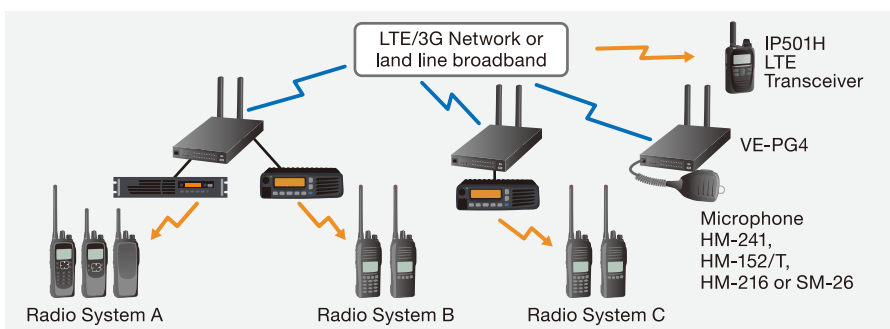 LTE/3G Network or
land line broadband
IP501H
LTE
Transceiver
VE-PG4
Microphone
HM-241,
HM-152/T,
HM-216 or SM-26
Radio System A
Radio System B
Radio System C